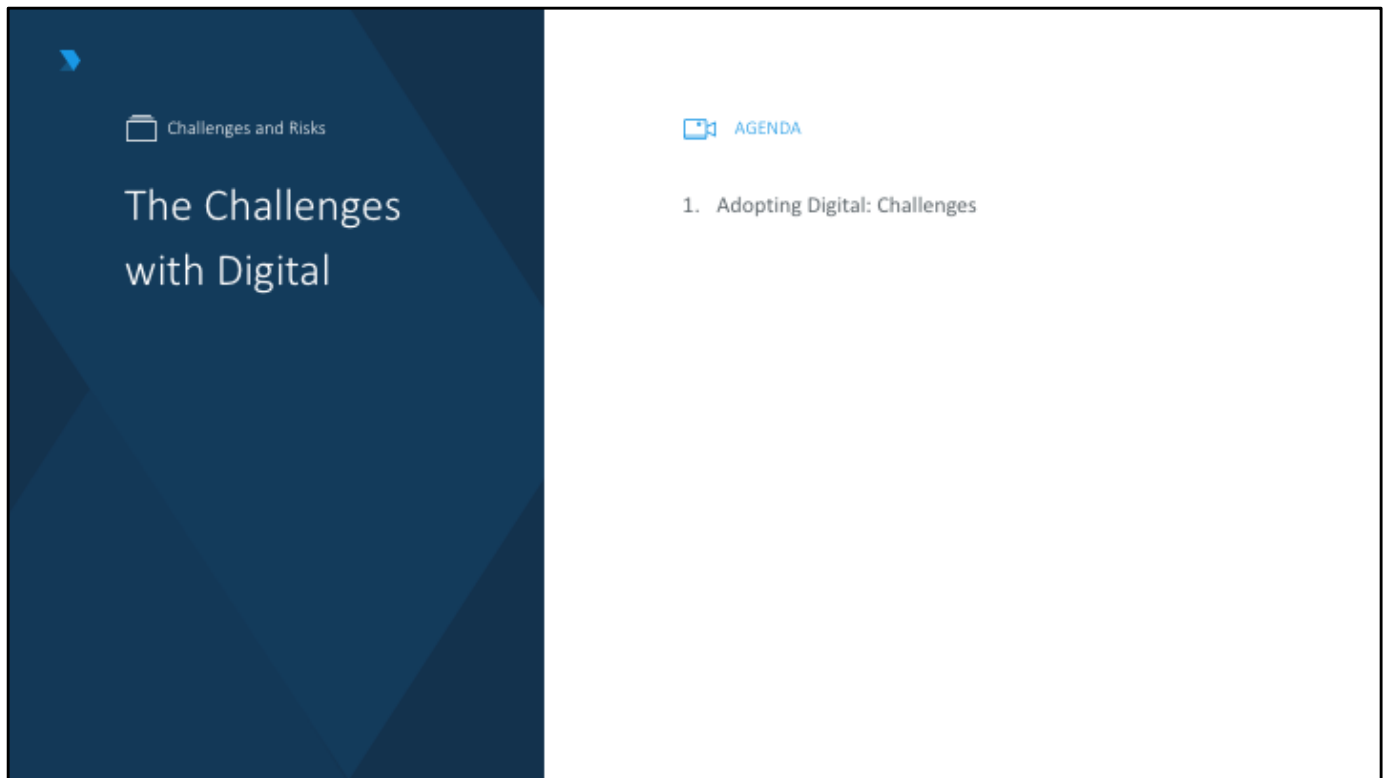 Challenges and Risks
The Challenges
with Digital
AGENDA
1. Adopting Digital: Challenges